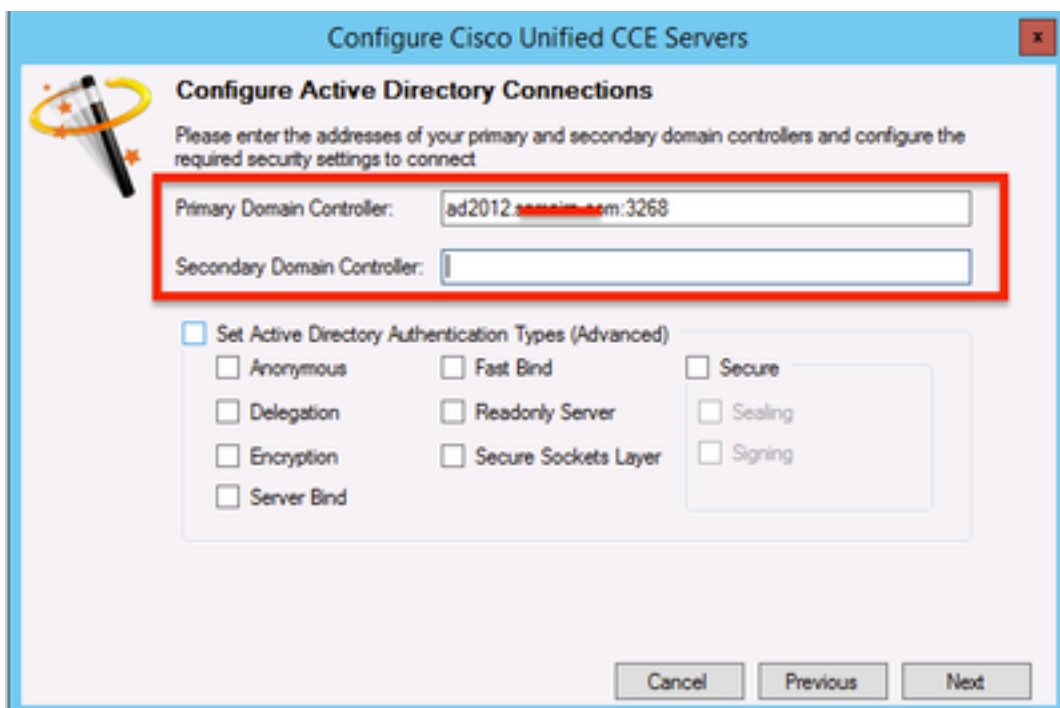 Configure Cisco Unified CCE Servers
x
Configure Active Directory Connections
Please enter the addresses of your primary and secondary domain controllers and configure the
required security settings to connect
Primary Domain Controller: ad2012. com:3268
Secondary Domain Controller:
Set Active Directory Authentication Types (Advanced)
Anonymous Fast Bind Secure
Delegation Readonly Server Sealing
Encryption Secure Sockets Layer Signing
Server Bind
Cancel Previous Next